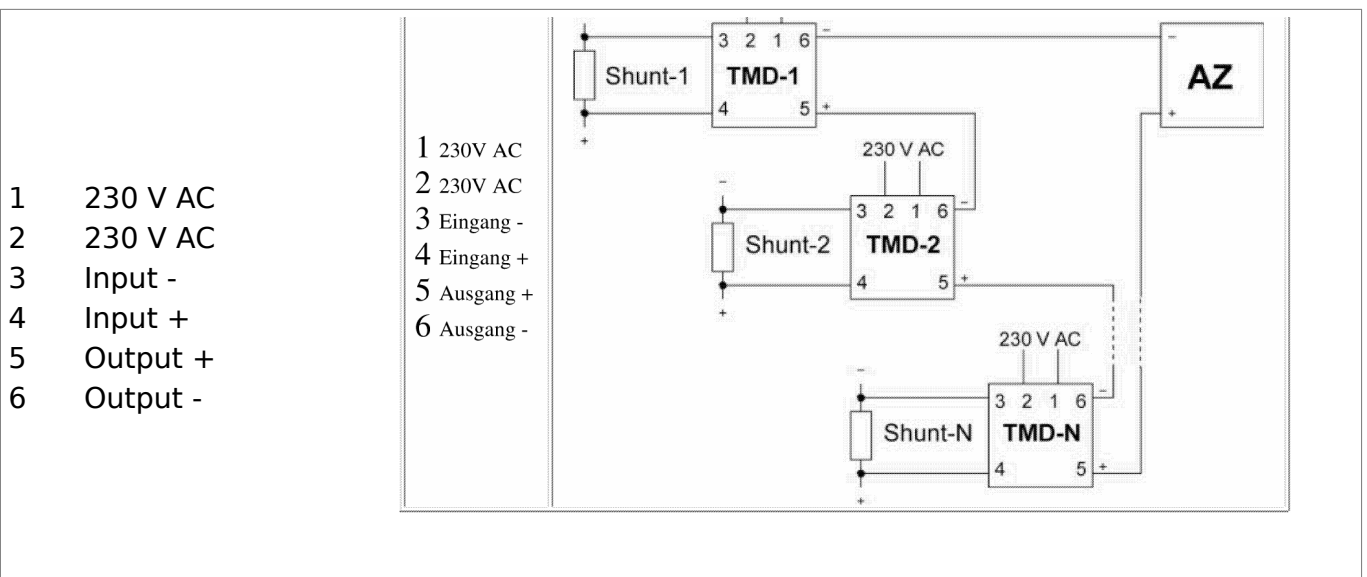 1 230 V AC
2 230 V AC
3 Input -
4 Input +
5 Output +
6 Output -
1 230V AC
2 230V AC
3 Eingang -
4 Eingang +
5 Ausgang +
6 Ausgang -
3 2 1 6 -
Shunt-1 TMD-1
4 5 +
+
-
AZ
+
230 V AC
-
3 2 1 6 -
Shunt-2 TMD-2
4 5 +
+
230 V AC
-
3 2 1 6 -
Shunt-N TMD-N
4 5 +
+